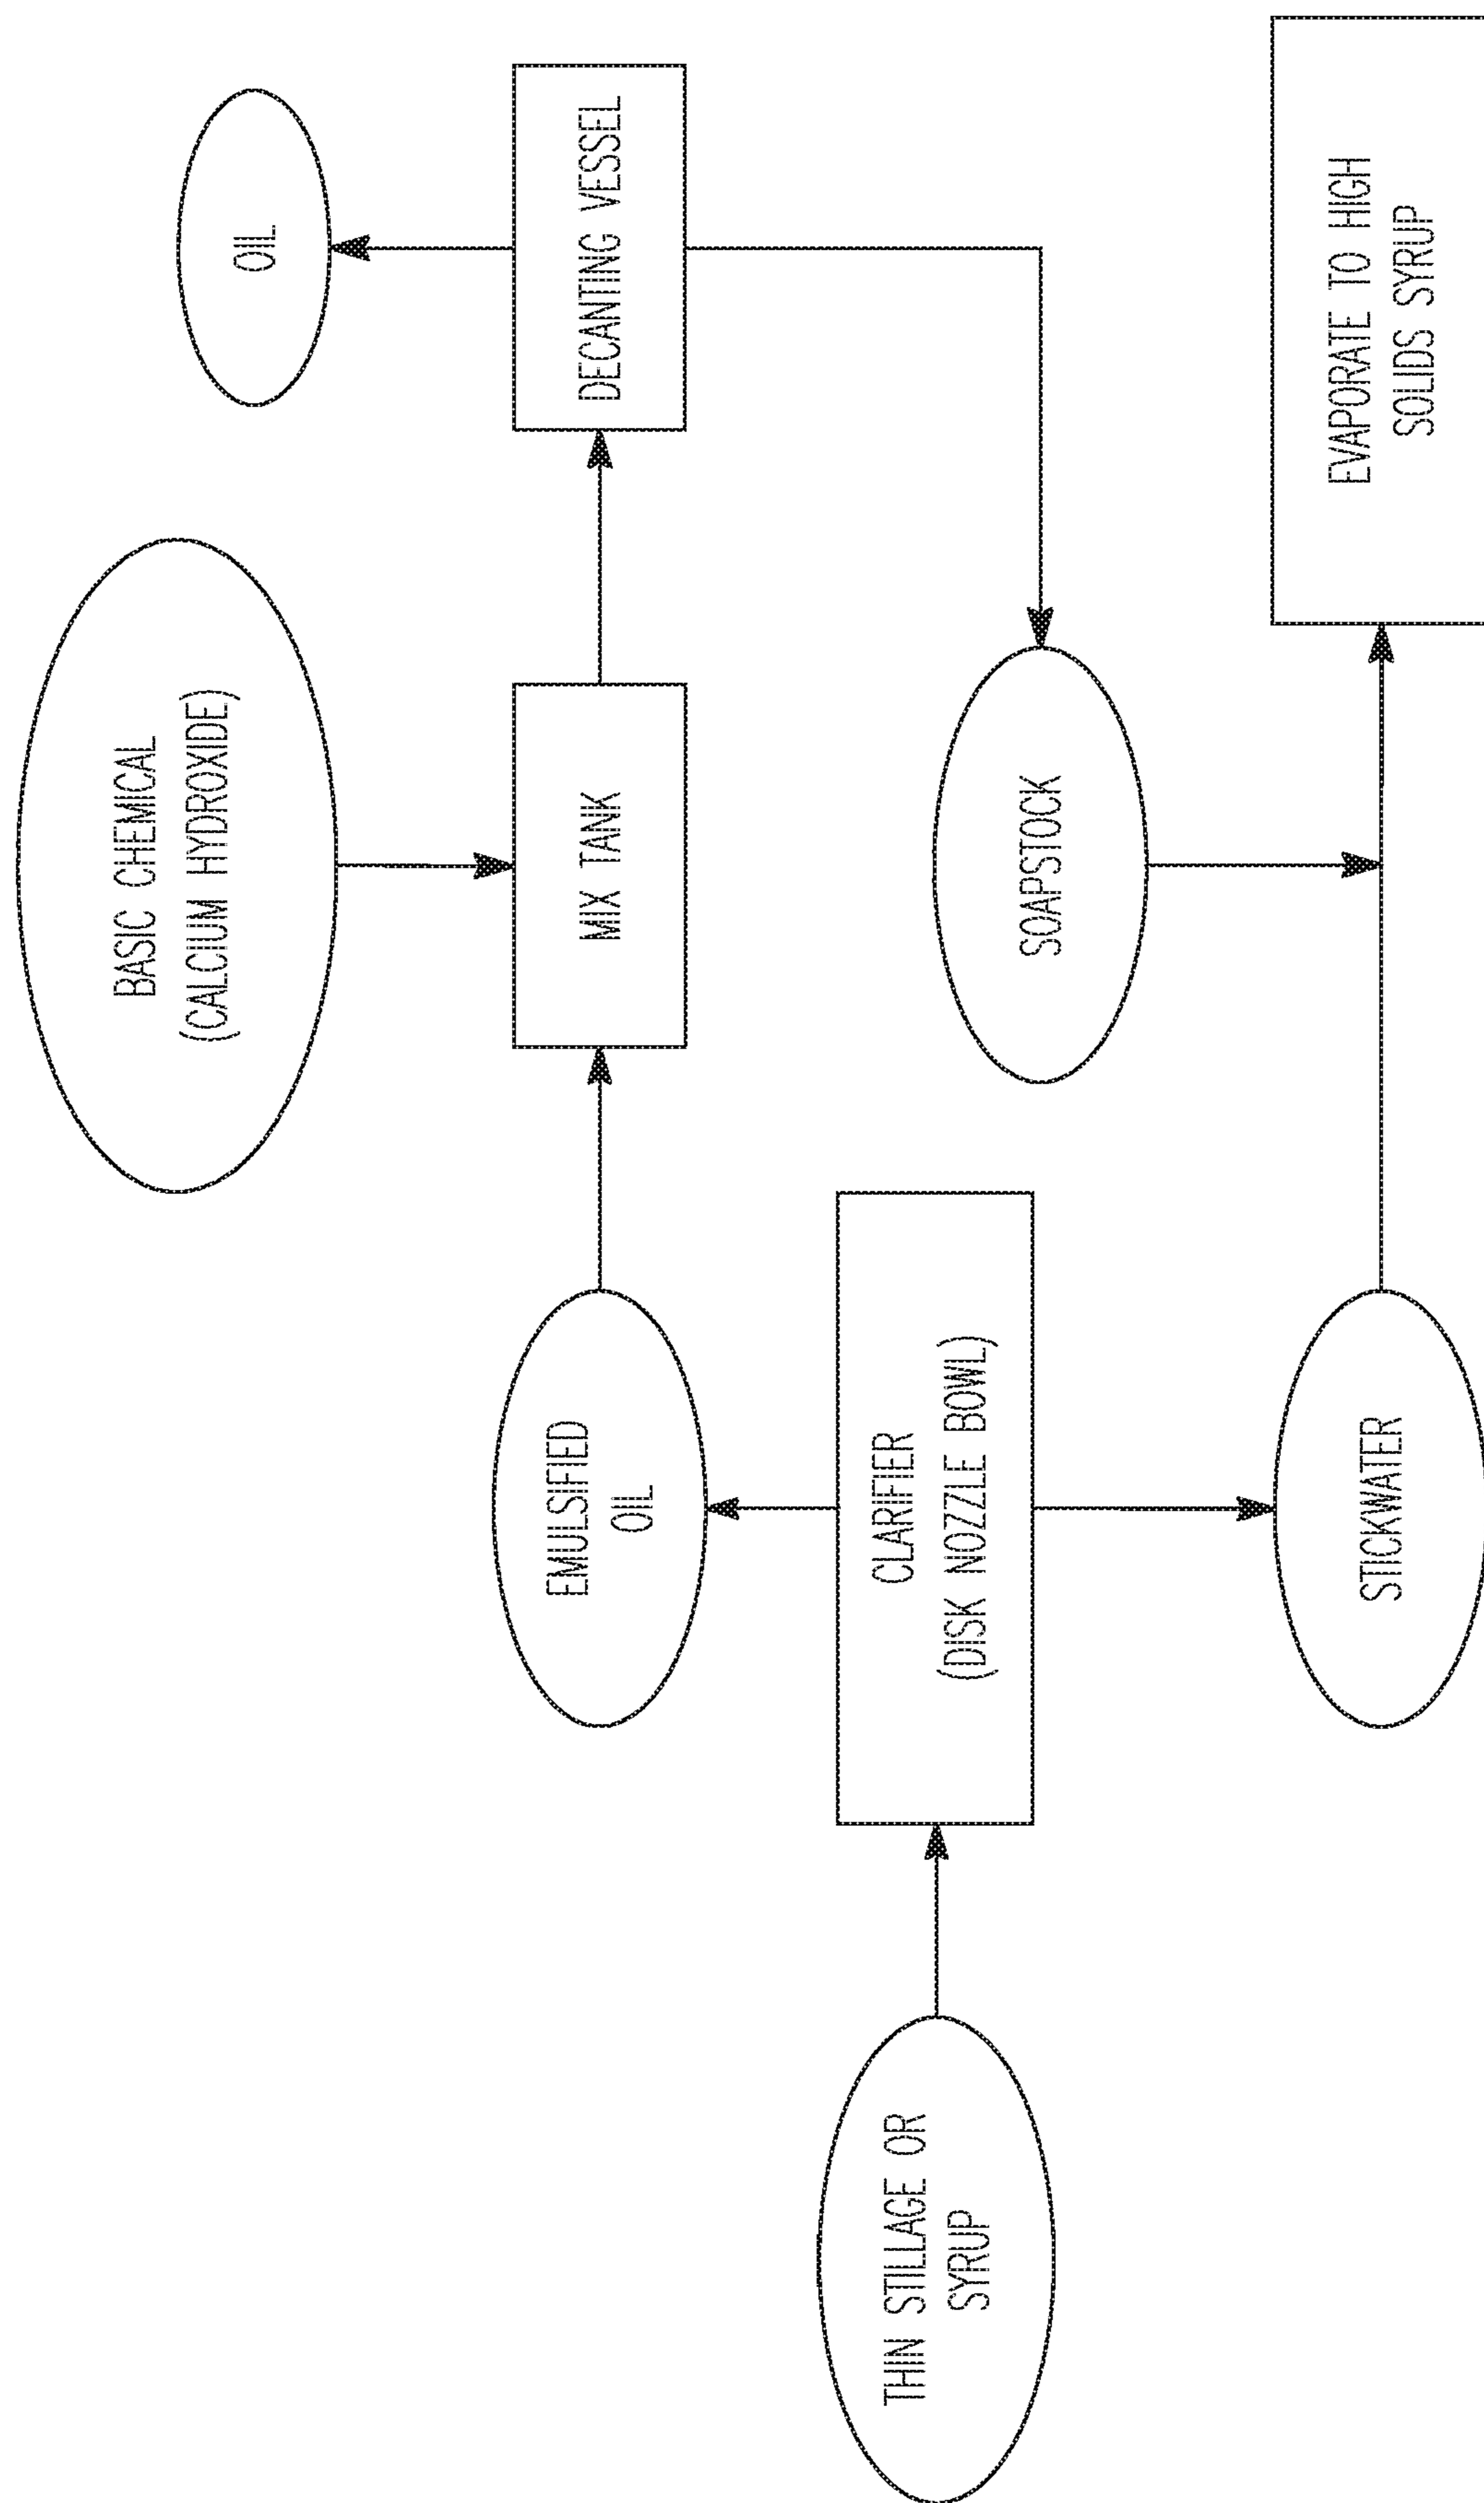 THIN STILLAGE OR
SYRUP
CLARIFIER
(DISK NOZZLE BOWL)
EMULSIFIED
OIL
STICKWATER
BASIC CHEMICAL
(CALCIUM HYDROXIDE)
MIX TANK
SOAPSTOCK
OIL
DECANTING VESSEL
EVAPORATE TO HIGH
SOLIDS SYRUP